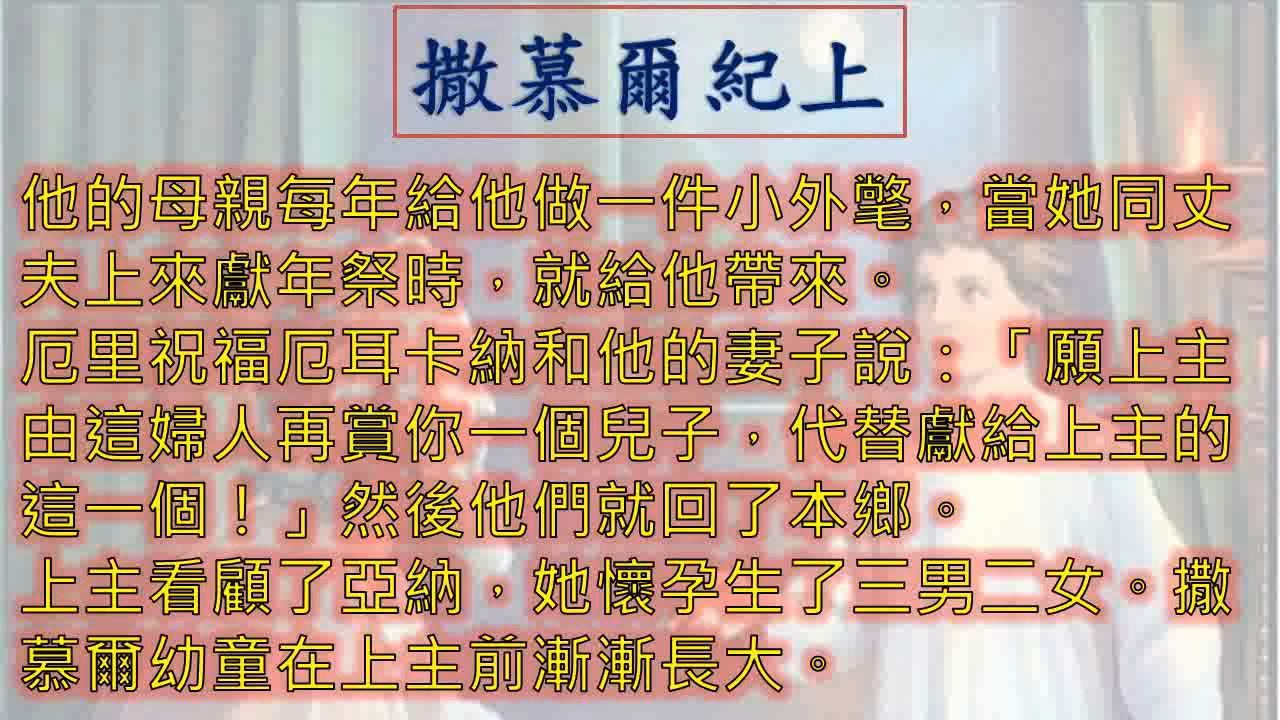 撒慕爾紀上
他的母親每年給他做一件小外氅，當她同丈
夫上來獻年祭時，就給他帶來。
厄里祝福厄耳卡納和他的妻子說：「願上主
由這婦人再賞你一個兒子，代替獻給上主的
這一個！」然後他們就回了本鄉。
上主看顧了亞納，她懷孕生了三男二女。撒
慕爾幼童在上主前漸漸長大。